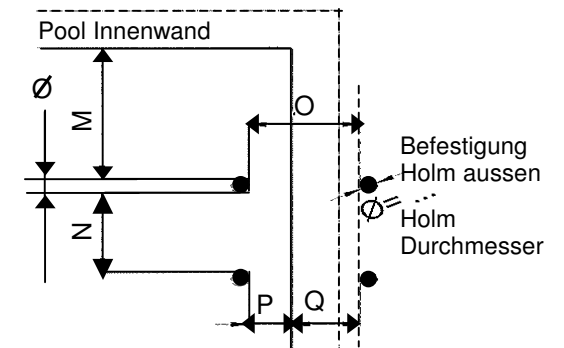 Pool Innenwand
Ø
M
O
Befestigung
Holm aussen
Ø= ...
Holm
Durchmesser
N
P
Q